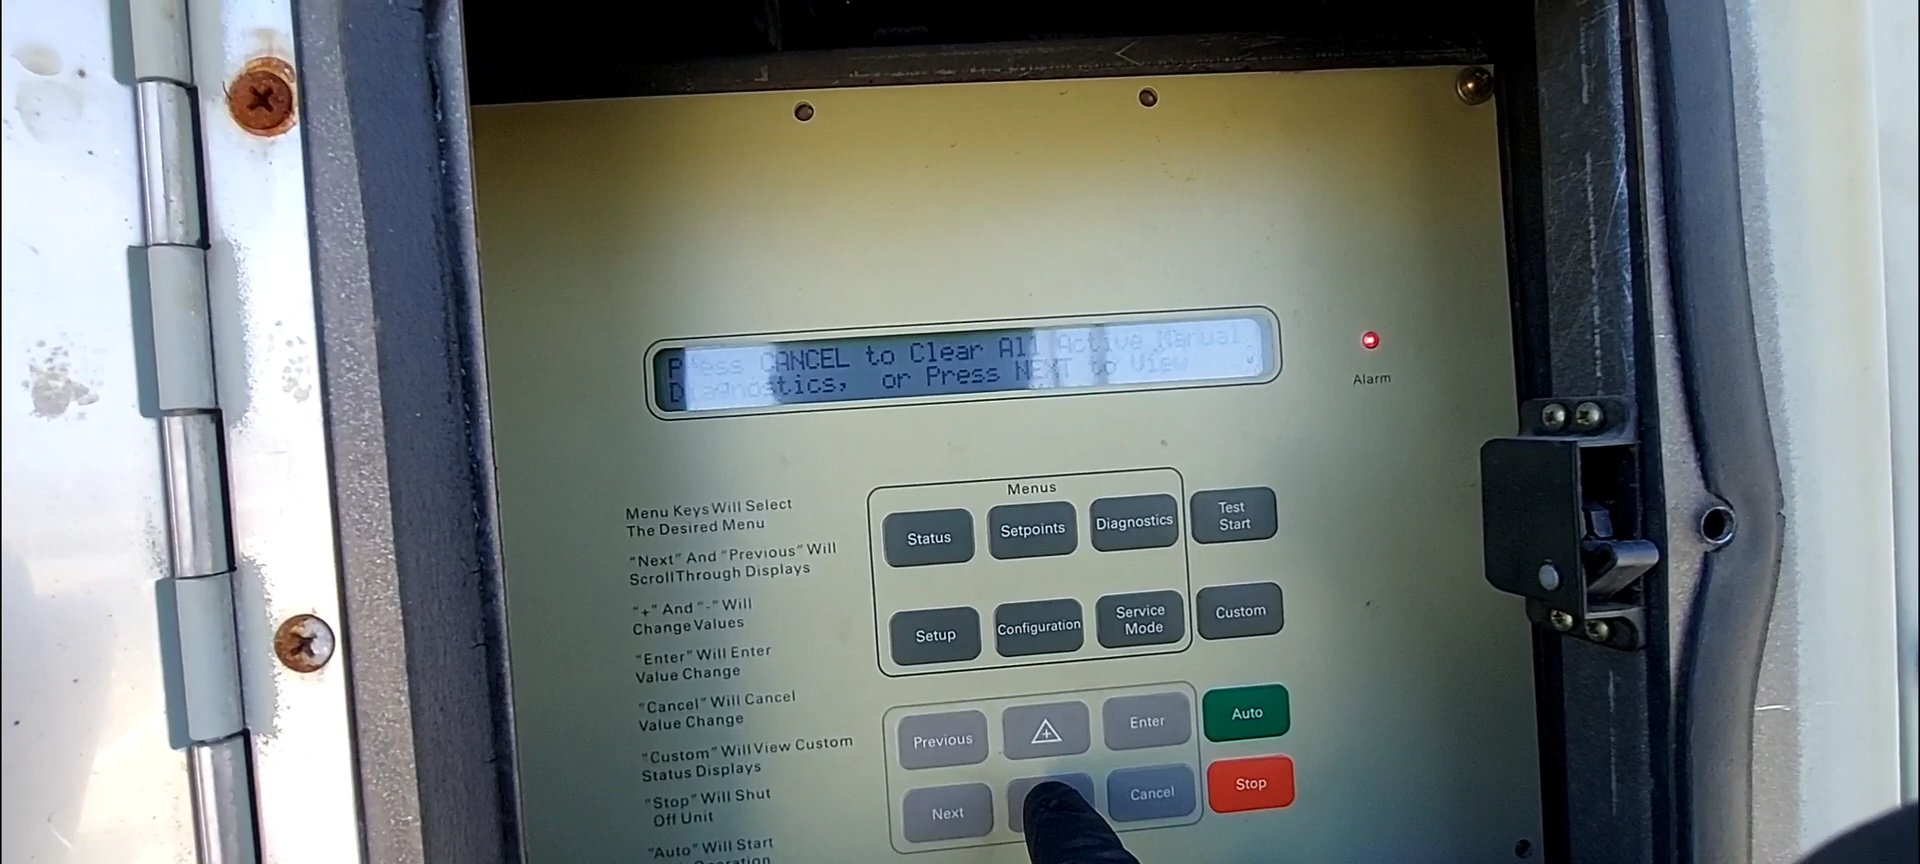 Press CANCEL to Clear All Active Manual
Diagnostics, or Press NEXT to View
Alarm
Menus
Status
Setpoints
Diagnostics
Test
Start
Setup
Configuration
Service
Mode
Custom
Previous
+
Enter
Auto
Next
Cancel
Stop
Menu Keys Will Select
The Desired Menu
"Next" And "Previous" Will
Scroll Through Displays
"+" And "-" Will
Change Values
"Enter" Will Enter
Value Change
"Cancel" Will Cancel
Value Change
"Custom" Will View Custom
Status Displays
"Stop" Will Shut
Off Unit
"Auto" Will Start